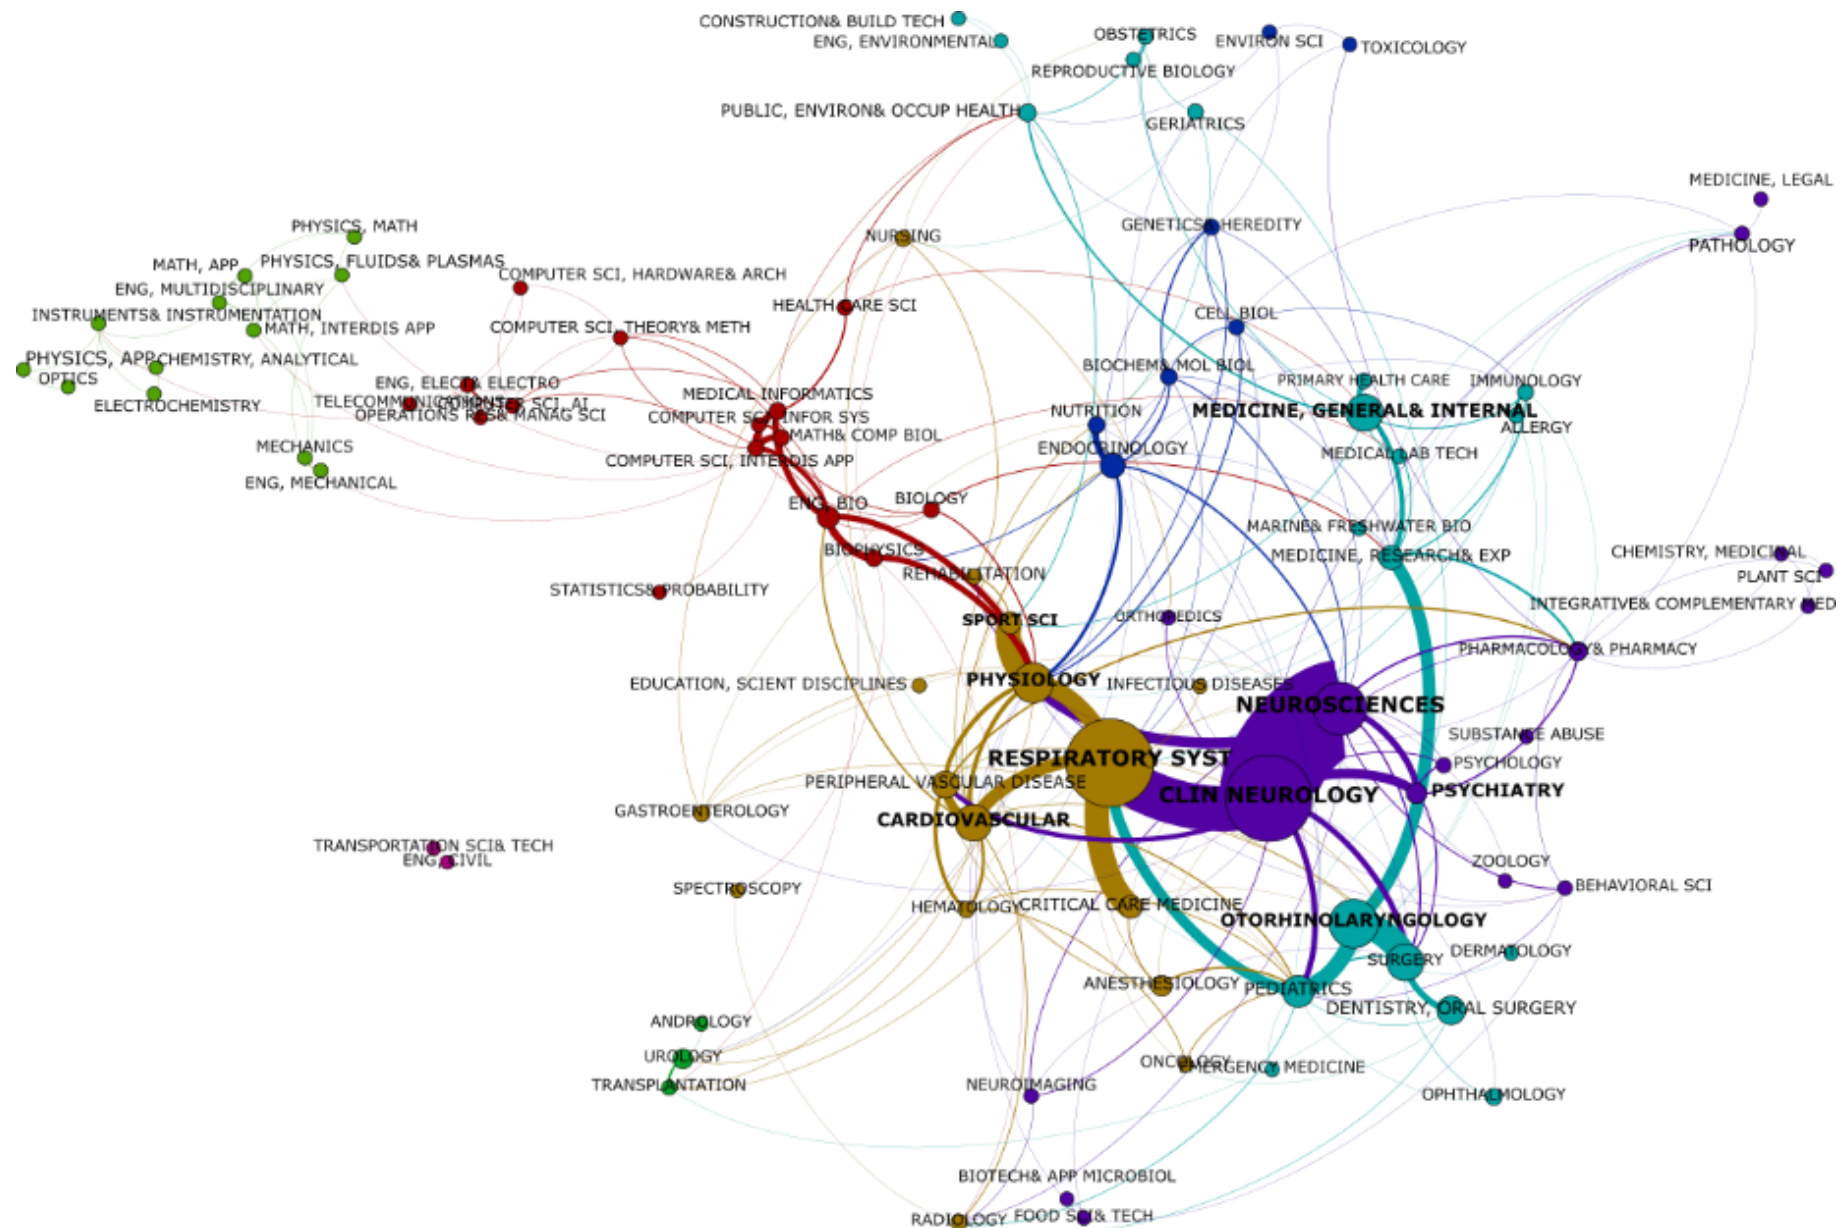 CONSTRUCTION& BUILD TECH
ENG, ENVIRONMENTAL
OBSTETRICS
ENVIRON SCI
TOXICOLOGY
REPRODUCTIVE BIOLOGY
PUBLIC, ENVIRON& OCCUP HEALTH
GERIATRICS
MEDICINE, LEGAL
PHYSICS, MATH
NURSING
GENETICS& HEREDITY
PATHOLOGY
MATH, APP
PHYSICS, FLUIDS& PLASMAS
COMPUTER SCI, HARDWARE& ARCH
ENG, MULTIDISCIPLINARY
INSTRUMENTS& INSTRUMENTATION
HEALTH CARE SCI
CELL BIOL
MATH, INTERDIS APP
COMPUTER SCI, THEORY& METH
PHYSICS, APP
CHEMISTRY, ANALYTICAL
BIOCHEM& MOL BIOL
OPTICS
ENG, ELECT& ELECTRO
MEDICAL INFORMATICS
PRIMARY HEALTH CARE
IMMUNOLOGY
ELECTROCHEMISTRY
TELECOMMUNICATIONS
COMPUTER SCI, AI
OPERATIONS RES& MANAG SCI
COMPUTER SCI, INFOR SYS
NUTRITION
MEDICINE, GENERAL& INTERNAL
ALLERGY
MATH& COMP BIOL
MECHANICS
COMPUTER SCI, INTERDIS APP
ENDOCRINOLOGY
MEDICAL LAB TECH
ENG, MECHANICAL
ENG, BIO
BIOLOGY
MARINE& FRESHWATER BIO
BIOPHYSICS
MEDICINE, RESEARCH& EXP
CHEMISTRY, MEDICINAL
REHABILITATION
PLANT SCI
STATISTICS& PROBABILITY
INTEGRATIVE& COMPLEMENTARY MED
SPORT SCI
ORTHOPEDICS
PHARMACOLOGY& PHARMACY
EDUCATION, SCIENT DISCIPLINES
PHYSIOLOGY
INFECTIOUS DISEASES
NEUROSCIENCES
SUBSTANCE ABUSE
RESPIRATORY SYST
PSYCHOLOGY
PERIPHERAL VASCULAR DISEASE
CLIN NEUROLOGY
PSYCHIATRY
GASTROENTEROLOGY
CARDIOVASCULAR
TRANSPORTATION SCI& TECH
ENG, CIVIL
ZOOLOGY
SPECTROSCOPY
BEHAVIORAL SCI
HEMATOLOGY
CRITICAL CARE MEDICINE
OTORHINOLARYNGOLOGY
DERMATOLOGY
SURGERY
ANESTHESIOLOGY
PEDIATRICS
DENTISTRY, ORAL SURGERY
ANDROLOGY
UROLOGY
ONCOLOGY
EMERGENCY MEDICINE
TRANSPLANTATION
NEUROIMAGING
OPHTHALMOLOGY
BIOTECH& APP MICROBIOL
RADIOLOGY
FOOD SCI& TECH